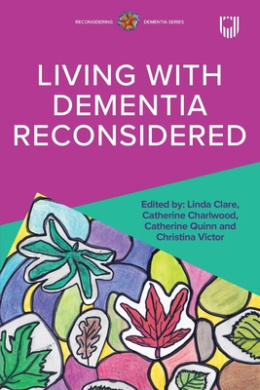 RECONSIDERING DEMENTIA SERIES
LIVING WITH
DEMENTIA
RECONSIDERED
Edited by: Linda Clare,
Catherine Charlwood,
Catherine Quinn and
Christina Victor